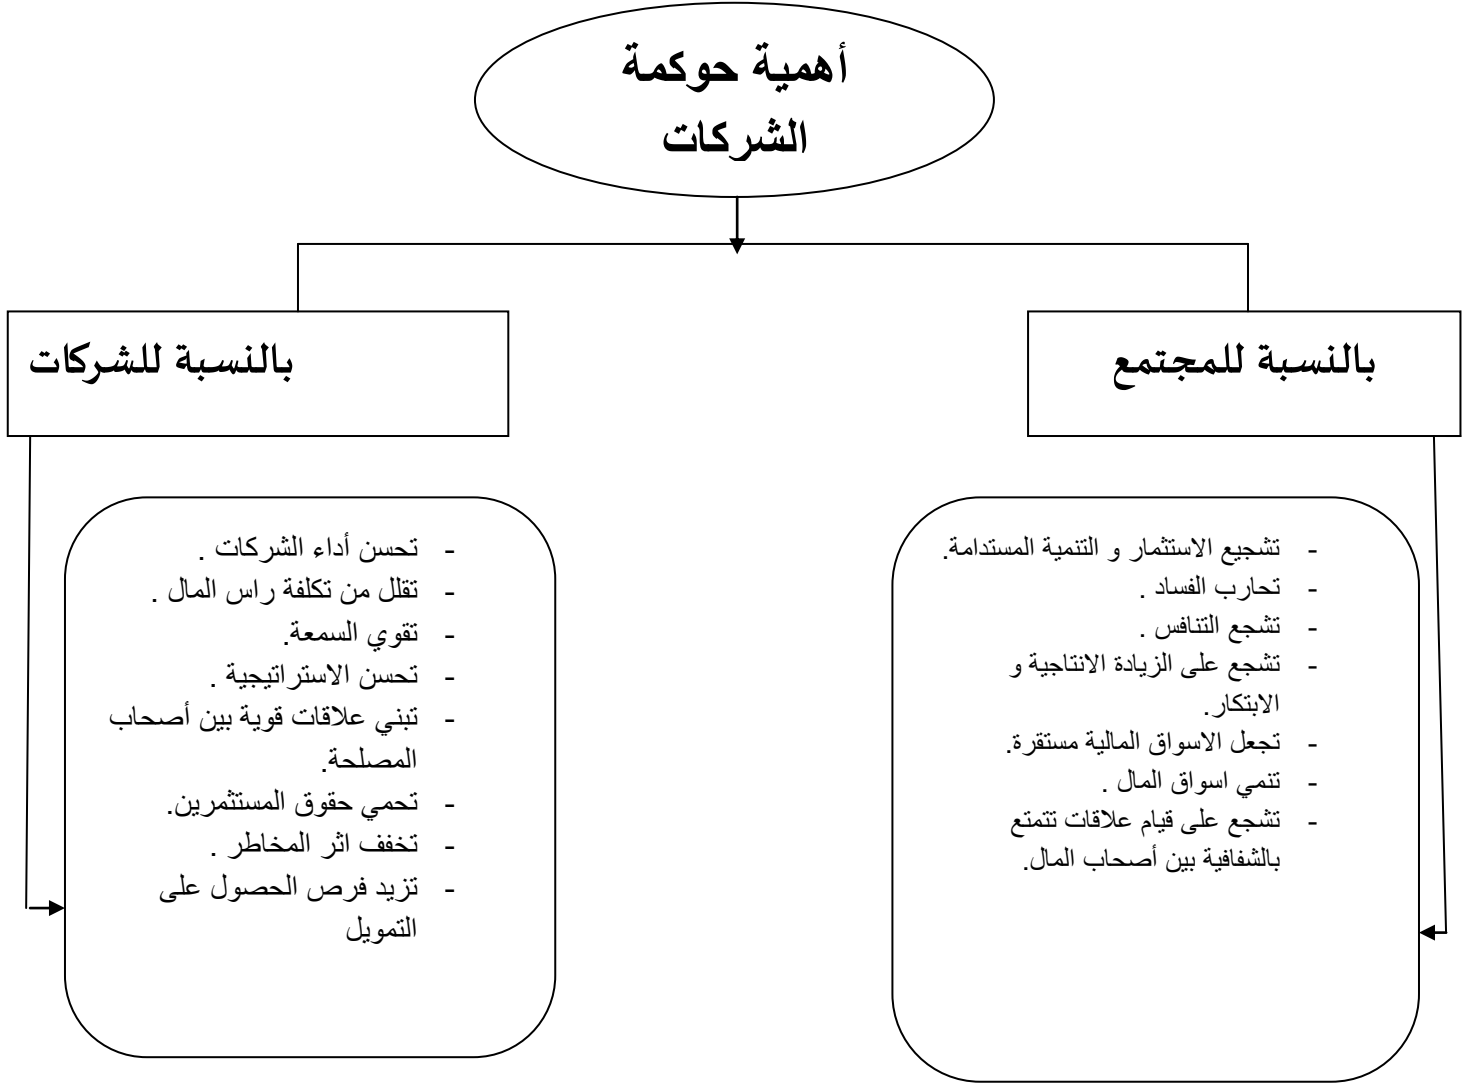 أهمية حوكمة
الشركات
بالنسبة للمجتمع
- تشجيع الاستثمار و التنمية المستدامة.
- تحارب الفساد .
- تشجع التنافس .
- تشجع على الزيادة الانتاجية و
الابتكار.
- تجعل الاسواق المالية مستقرة.
- تنمي اسواق المال .
- تشجع على قيام علاقات تتمتع
بالشفافية بين أصحاب المال.
بالنسبة للشركات
- تحسن أداء الشركات .
- تقلل من تكلفة راس المال .
- تقوي السمعة.
- تحسن الاستراتيجية .
- تبني علاقات قوية بين أصحاب
المصلحة.
- تحمي حقوق المستثمرين.
- تخفف اثر المخاطر .
- تزيد فرص الحصول على
التمويل